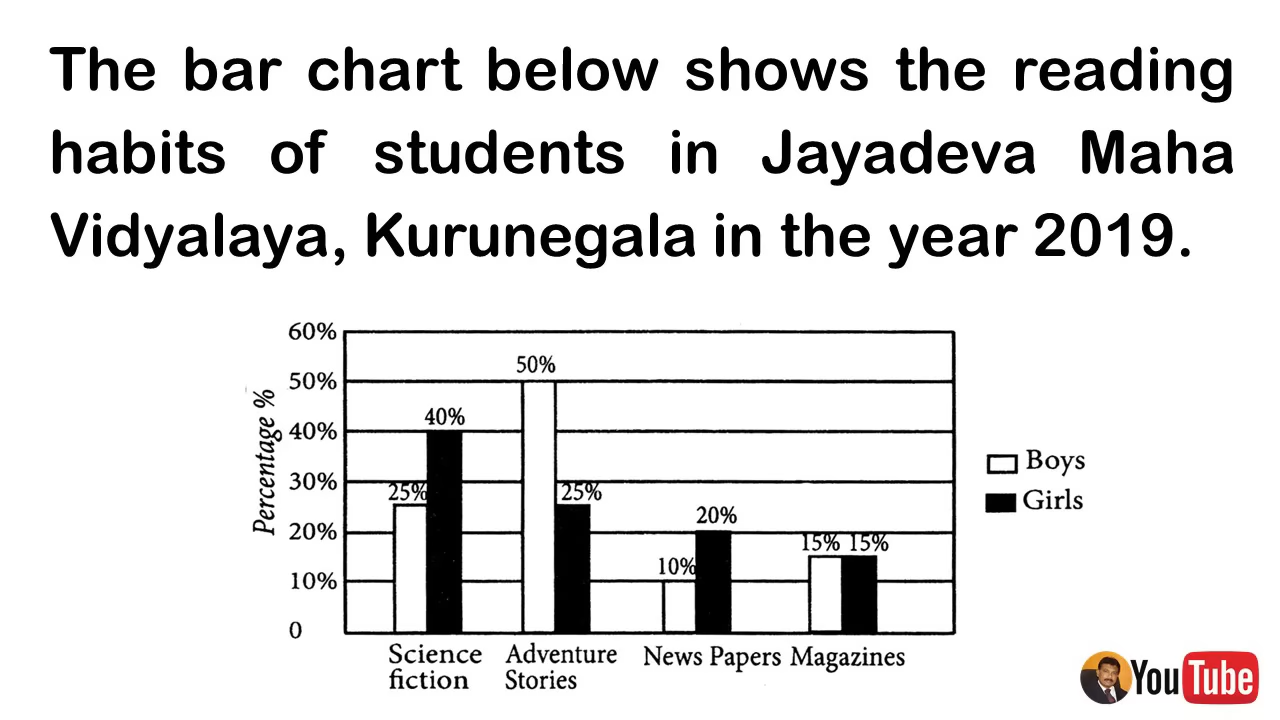 The bar chart below shows the reading
habits of students in Jayadeva Maha
Vidyalaya, Kurunegala in the year 2019.
60%
50%
50%
40%
40%
30%
25%
25%
20%
20%
15% 15%
10%
10%
0
Percentage %
Boys
Girls
Science
fiction
Adventure
Stories
News Papers
Magazines
YouTube